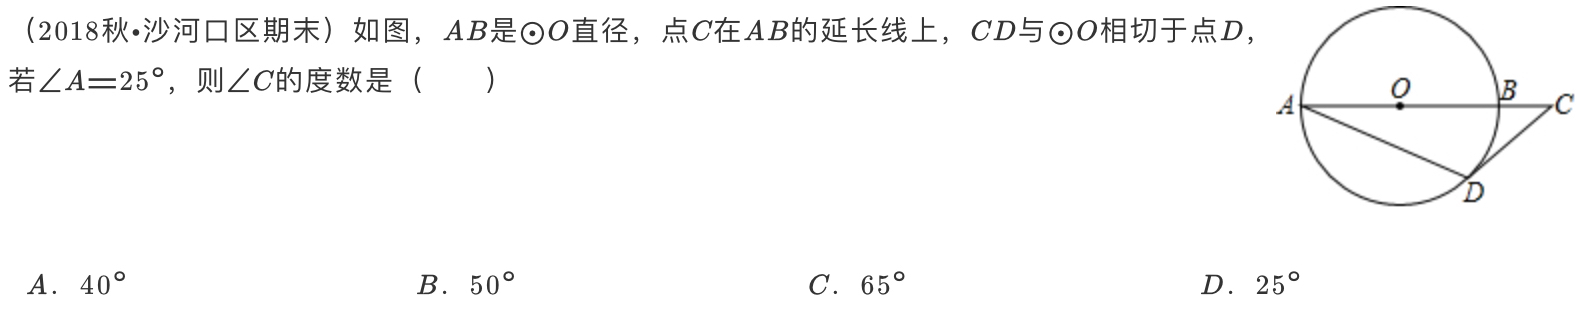 （2018秋•沙河口区期末）如图，AB是⊙O直径，点C在AB的延长线上，CD与⊙O相切于点D，
若∠A=25°，则∠C的度数是（　　）
A
O
B
C
D
A. 40°　B. 50°　C. 65°　D. 25°